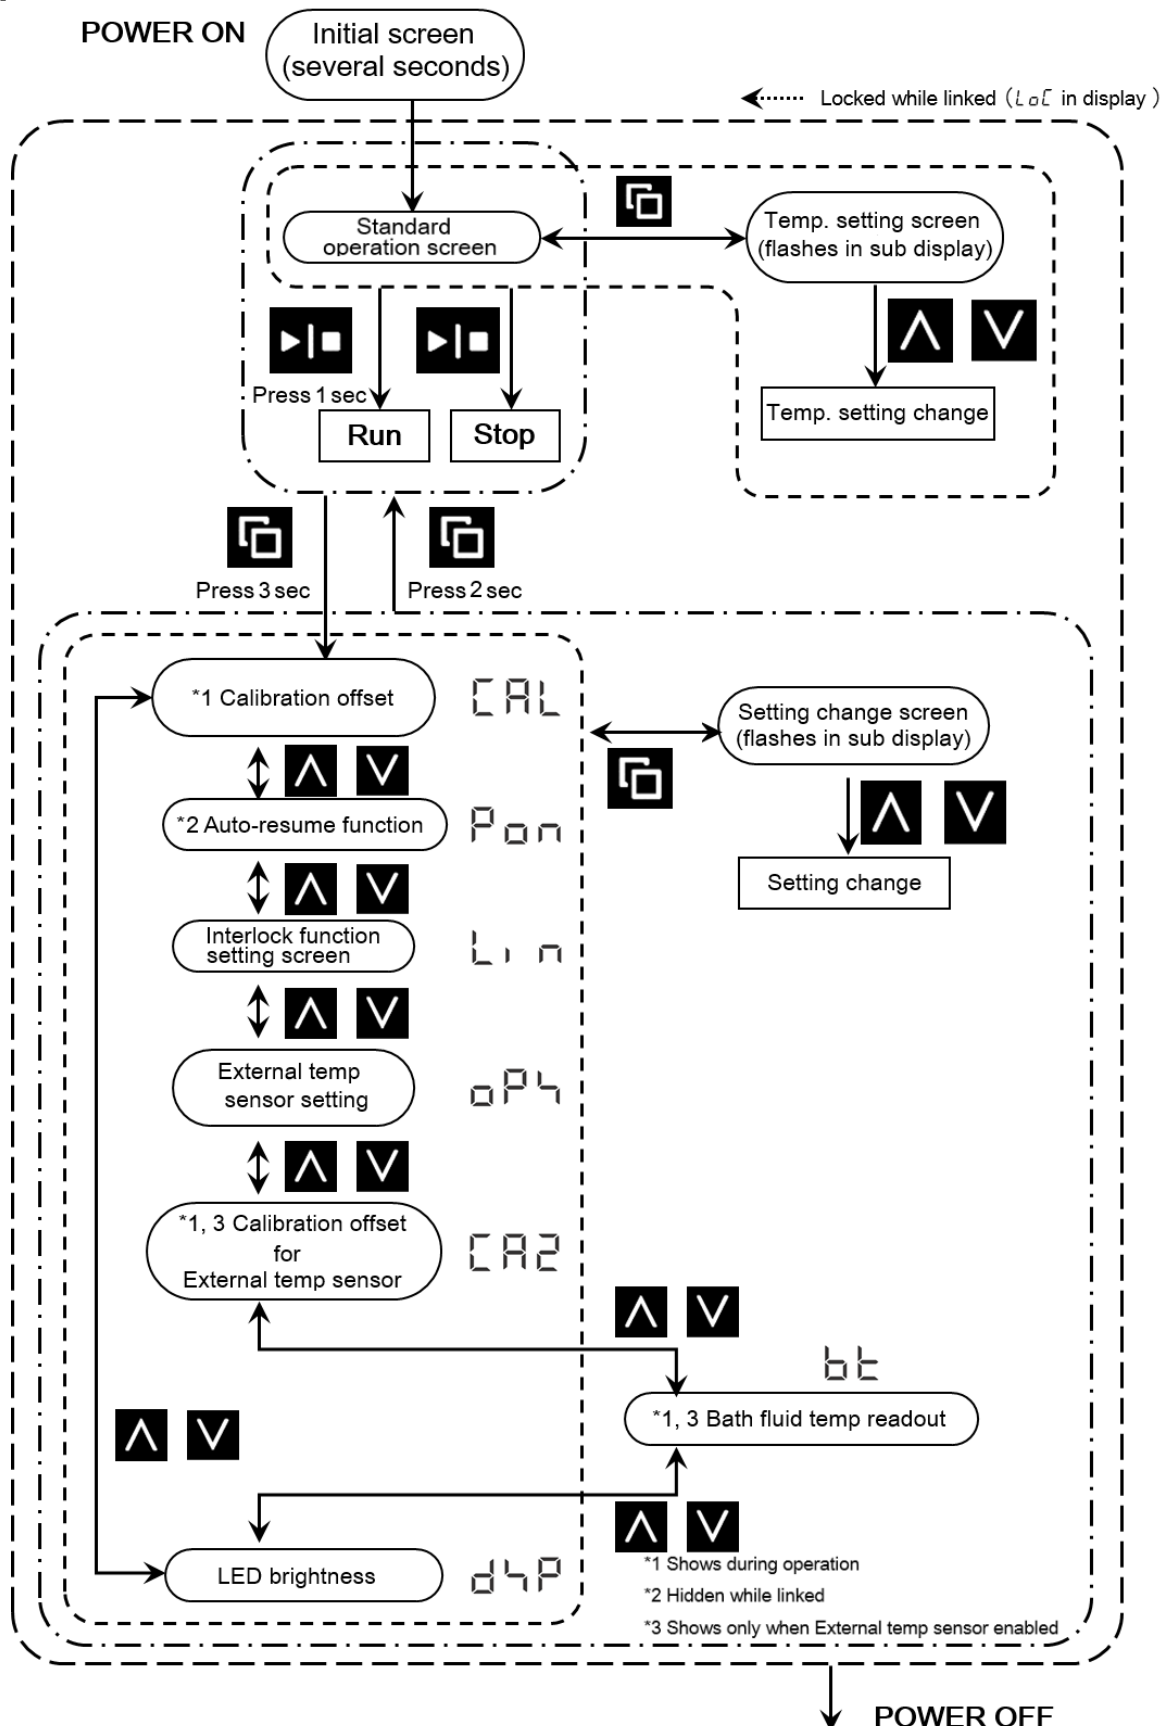 POWER ON
Initial screen
(several seconds)
Locked while linked (LoC in display )
Standard
operation screen
Temp. setting screen
(flashes in sub display)
Press 1 sec
Run
Stop
Temp. setting change
Press 3 sec
Press 2 sec
*1 Calibration offset
CAL
Setting change screen
(flashes in sub display)
*2 Auto-resume function
Pon
Setting change
Interlock function
setting screen
Lin
External temp
sensor setting
oPh
*1, 3 Calibration offset
for
External temp sensor
CA2
bt
*1, 3 Bath fluid temp readout
LED brightness
d4P
*1 Shows during operation
*2 Hidden while linked
*3 Shows only when External temp sensor enabled
POWER OFF